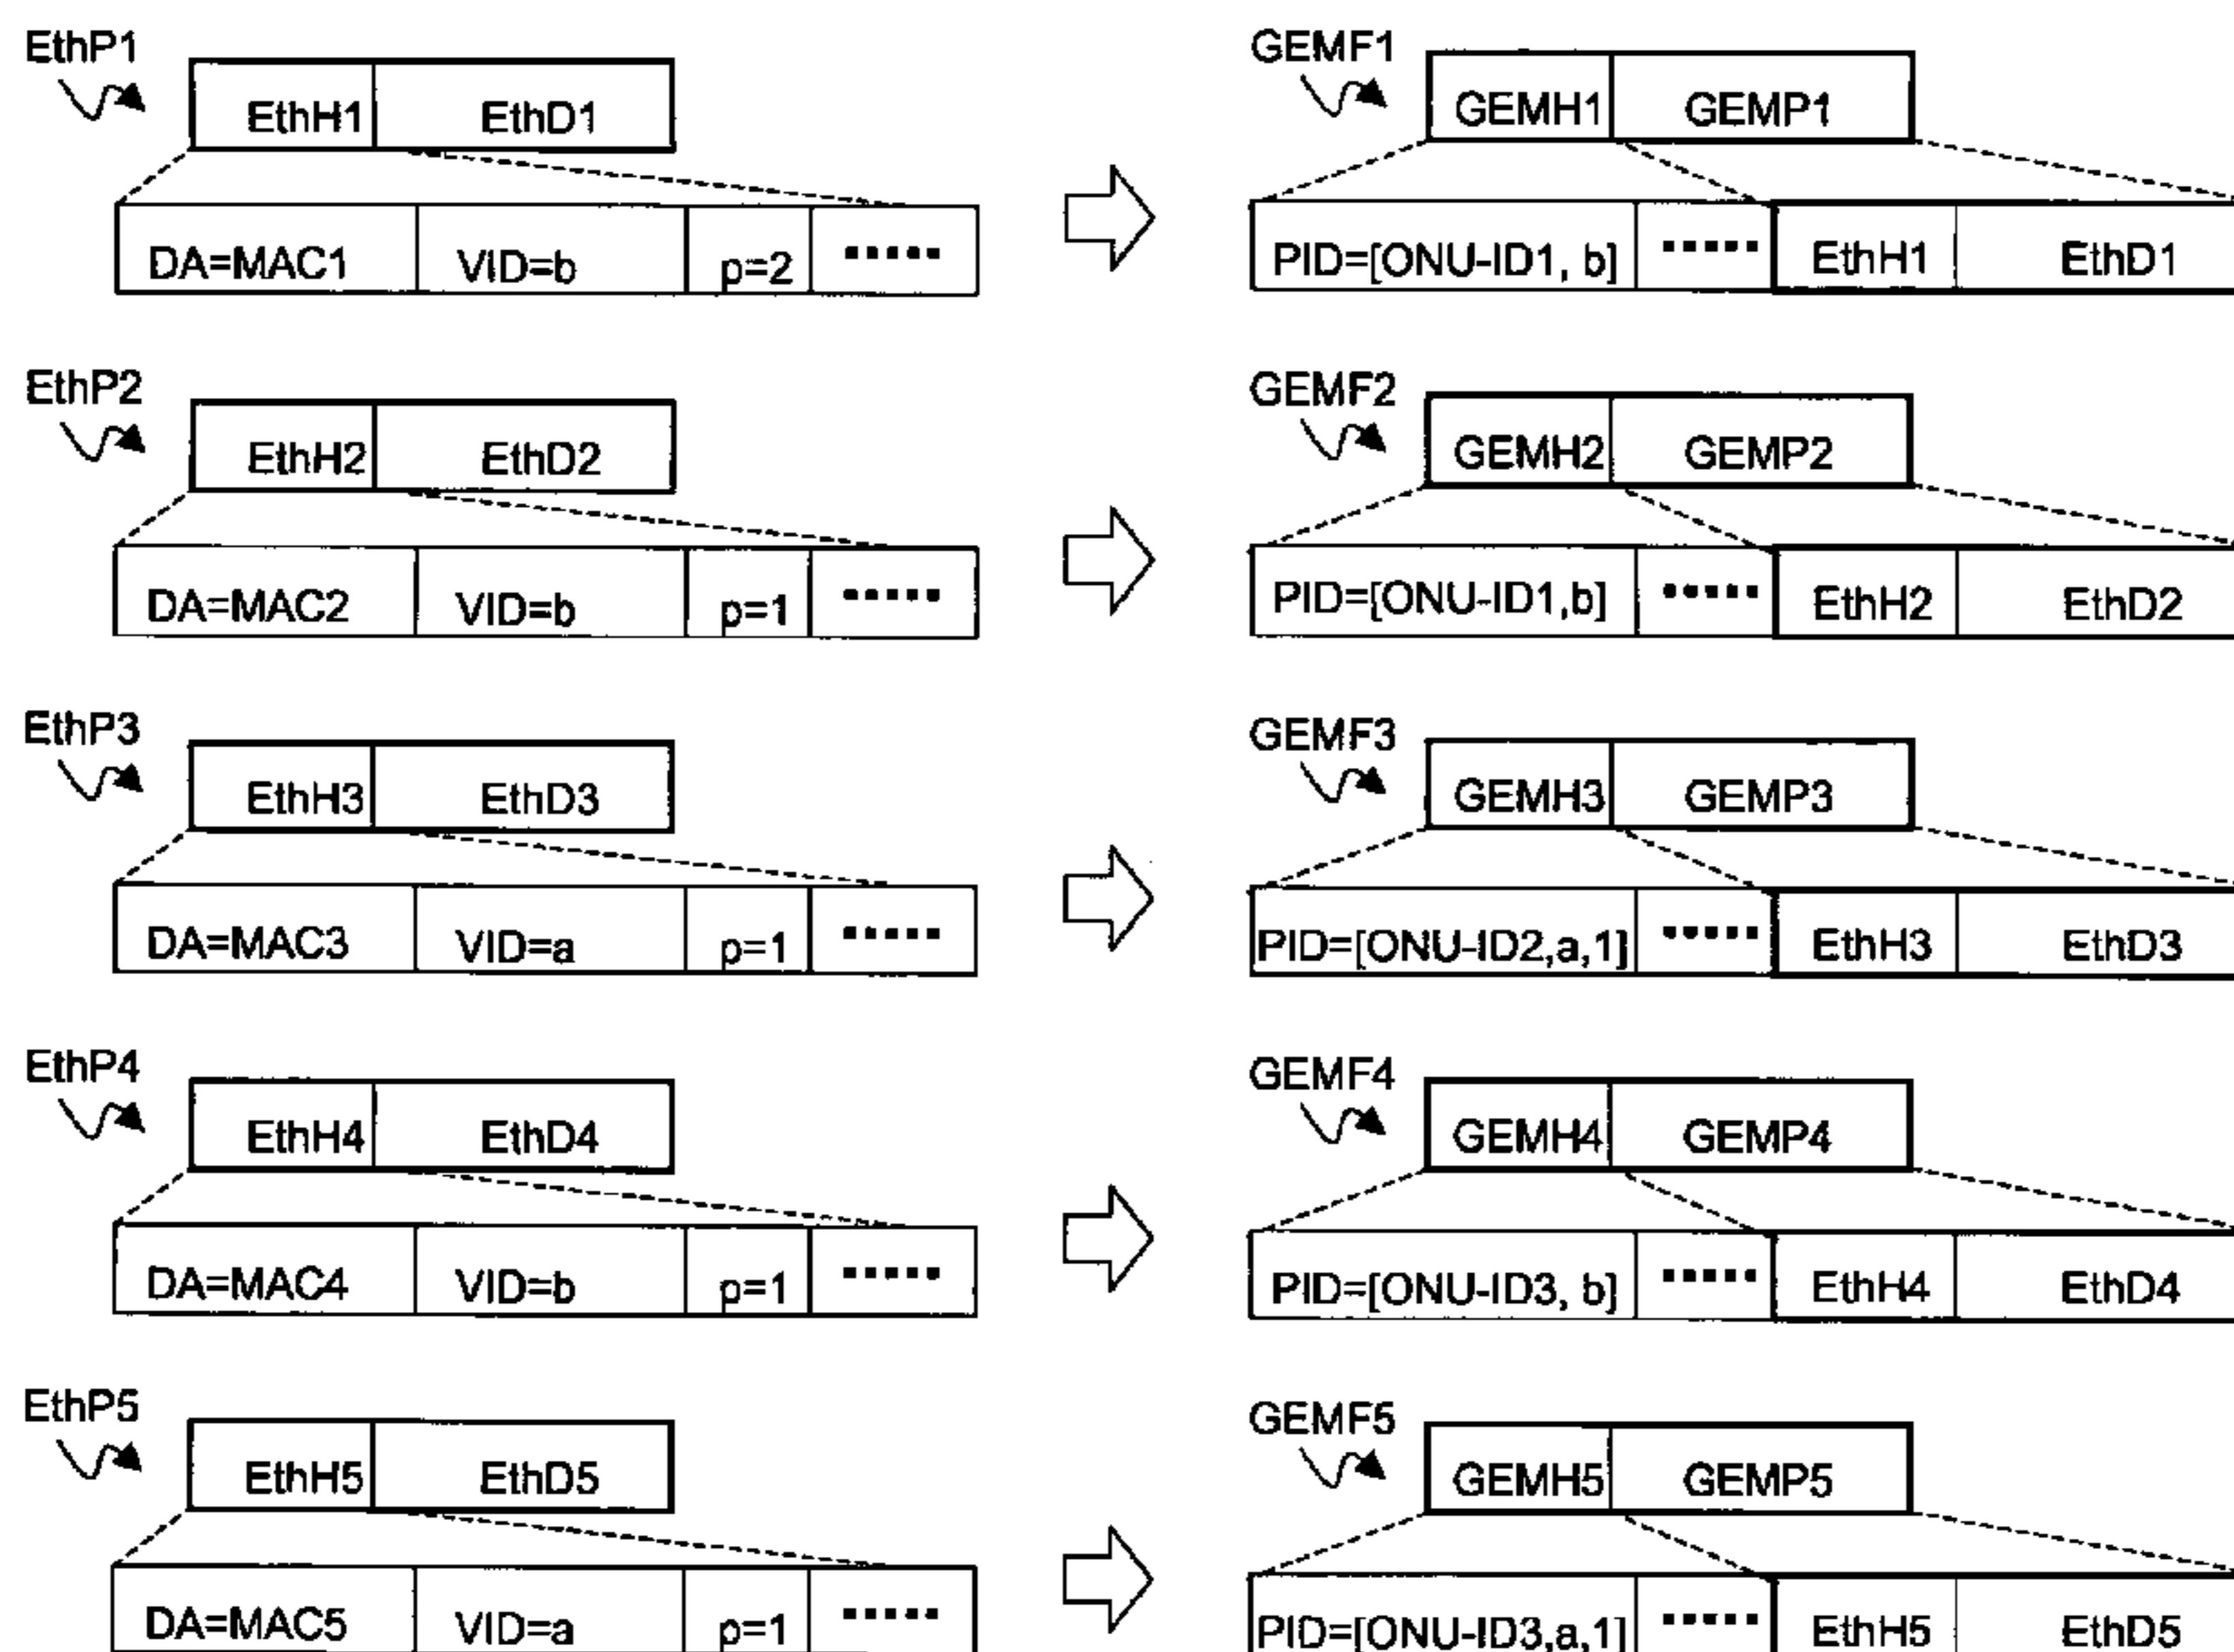 EthP1
EthH1 EthD1
DA=MAC1 VID=b p=2 .....
GEMF1
GEMH1 GEMP1
PID=[ONU-ID1, b] ..... EthH1 EthD1
EthP2
EthH2 EthD2
DA=MAC2 VID=b p=1 .....
GEMF2
GEMH2 GEMP2
PID=[ONU-ID1,b] ..... EthH2 EthD2
EthP3
EthH3 EthD3
DA=MAC3 VID=a p=1 .....
GEMF3
GEMH3 GEMP3
PID=[ONU-ID2,a,1] ..... EthH3 EthD3
EthP4
EthH4 EthD4
DA=MAC4 VID=b p=1 .....
GEMF4
GEMH4 GEMP4
PID=[ONU-ID3, b] ..... EthH4 EthD4
EthP5
EthH5 EthD5
DA=MAC5 VID=a p=1 .....
GEMF5
GEMH5 GEMP5
PID=[ONU-ID3,a,1] ..... EthH5 EthD5